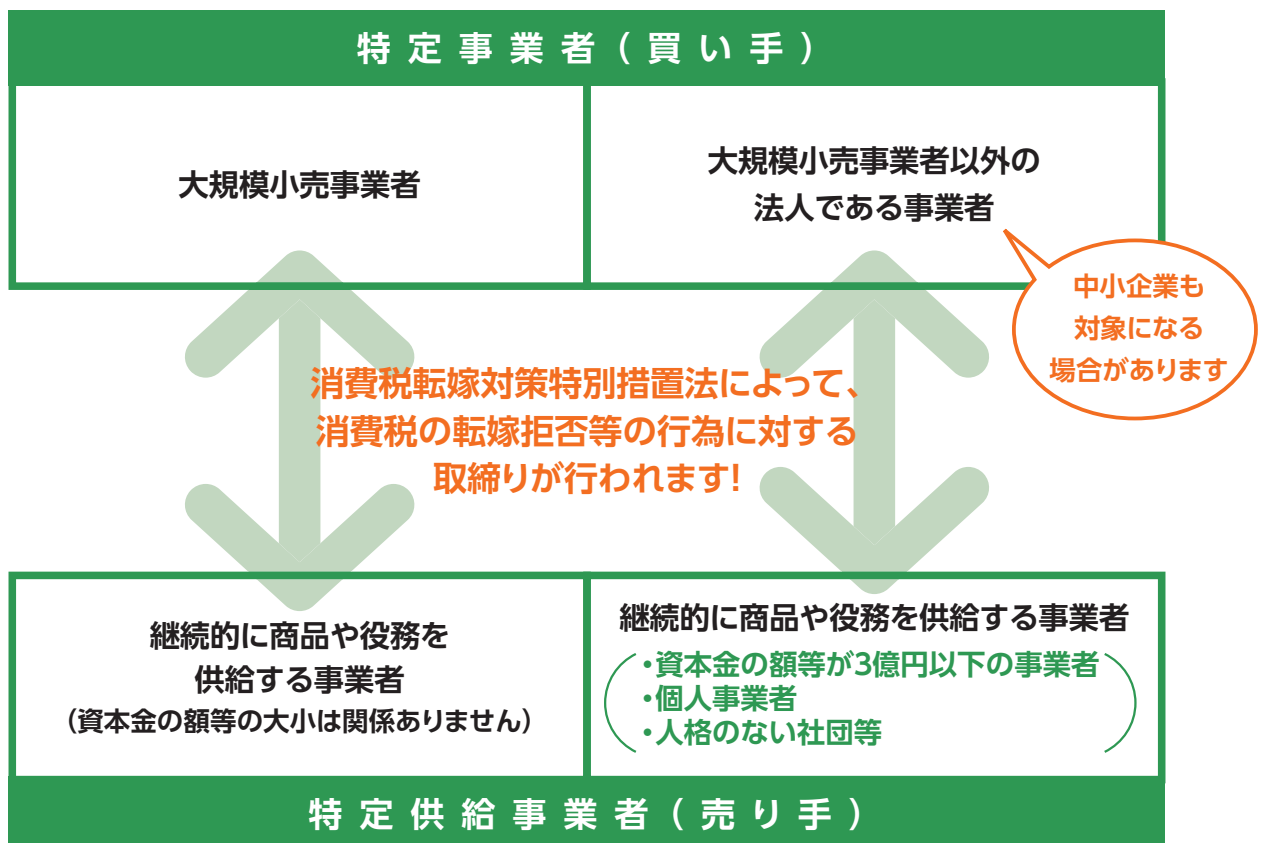 特定事業者(買い手)
大規模小売事業者
大規模小売事業者以外の
法人である事業者
中小企業も
対象になる
場合があります
消費税転嫁対策特別措置法によって、
消費税の転嫁拒否等の行為に対する
取締りが行われます!
継続的に商品や役務を
供給する事業者
(資本金の額等の大小は関係ありません)
継続的に商品や役務を供給する事業者
・資本金の額等が3億円以下の事業者
・個人事業者
・人格のない社団等
特定供給事業者(売り手)